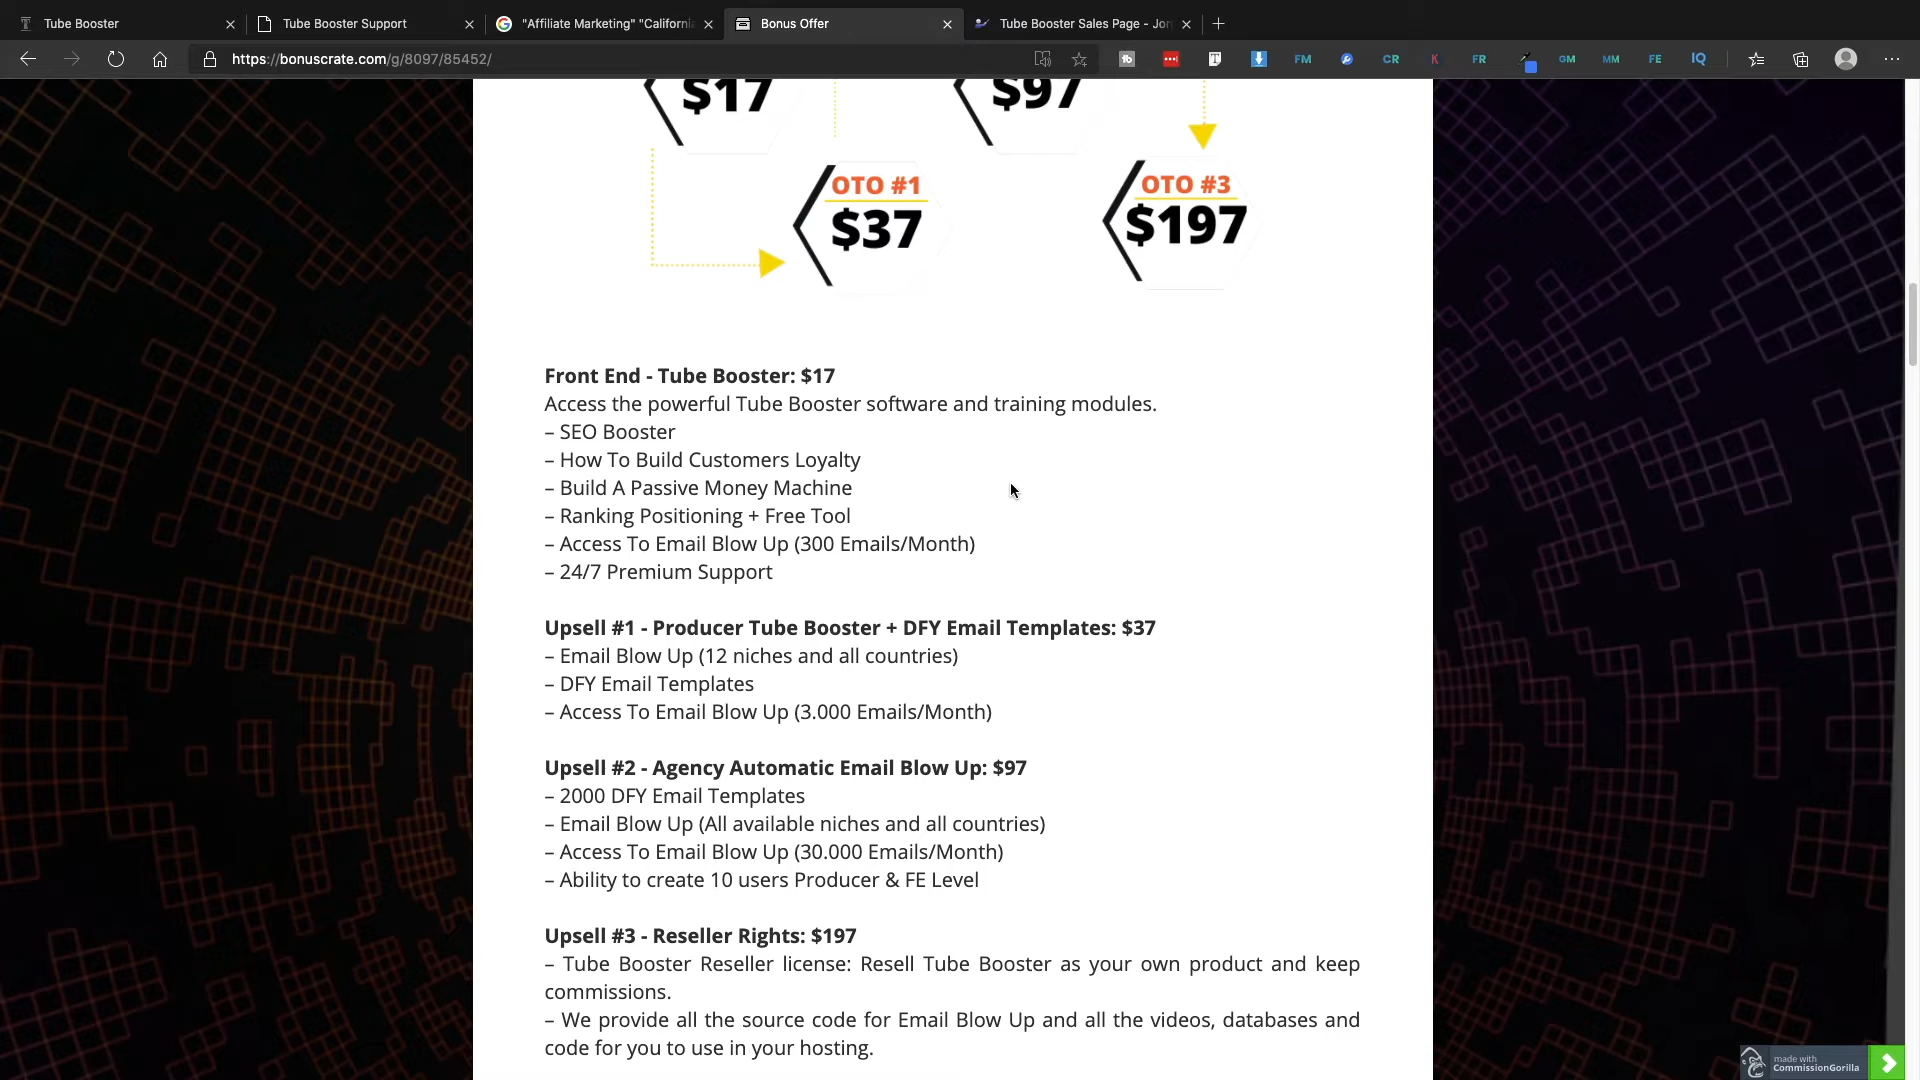 Tube Booster
Tube Booster Support
"Affiliate Marketing" "Californi
Bonus Offer
Tube Booster Sales Page - Jor
https://bonuscrate.com/g/8097/85452/
FM
CR
K
FR
GM
MM
FE
IQ
$17
$97
OTO #1
$37
OTO #3
$197
Front End - Tube Booster: $17
Access the powerful Tube Booster software and training modules.
– SEO Booster
– How To Build Customers Loyalty
– Build A Passive Money Machine
– Ranking Positioning + Free Tool
– Access To Email Blow Up (300 Emails/Month)
– 24/7 Premium Support
Upsell #1 - Producer Tube Booster + DFY Email Templates: $37
– Email Blow Up (12 niches and all countries)
– DFY Email Templates
– Access To Email Blow Up (3.000 Emails/Month)
Upsell #2 - Agency Automatic Email Blow Up: $97
– 2000 DFY Email Templates
– Email Blow Up (All available niches and all countries)
– Access To Email Blow Up (30.000 Emails/Month)
– Ability to create 10 users Producer & FE Level
Upsell #3 - Reseller Rights: $197
– Tube Booster Reseller license: Resell Tube Booster as your own product and keep
commissions.
– We provide all the source code for Email Blow Up and all the videos, databases and
code for you to use in your hosting.
made with
CommissionGorilla